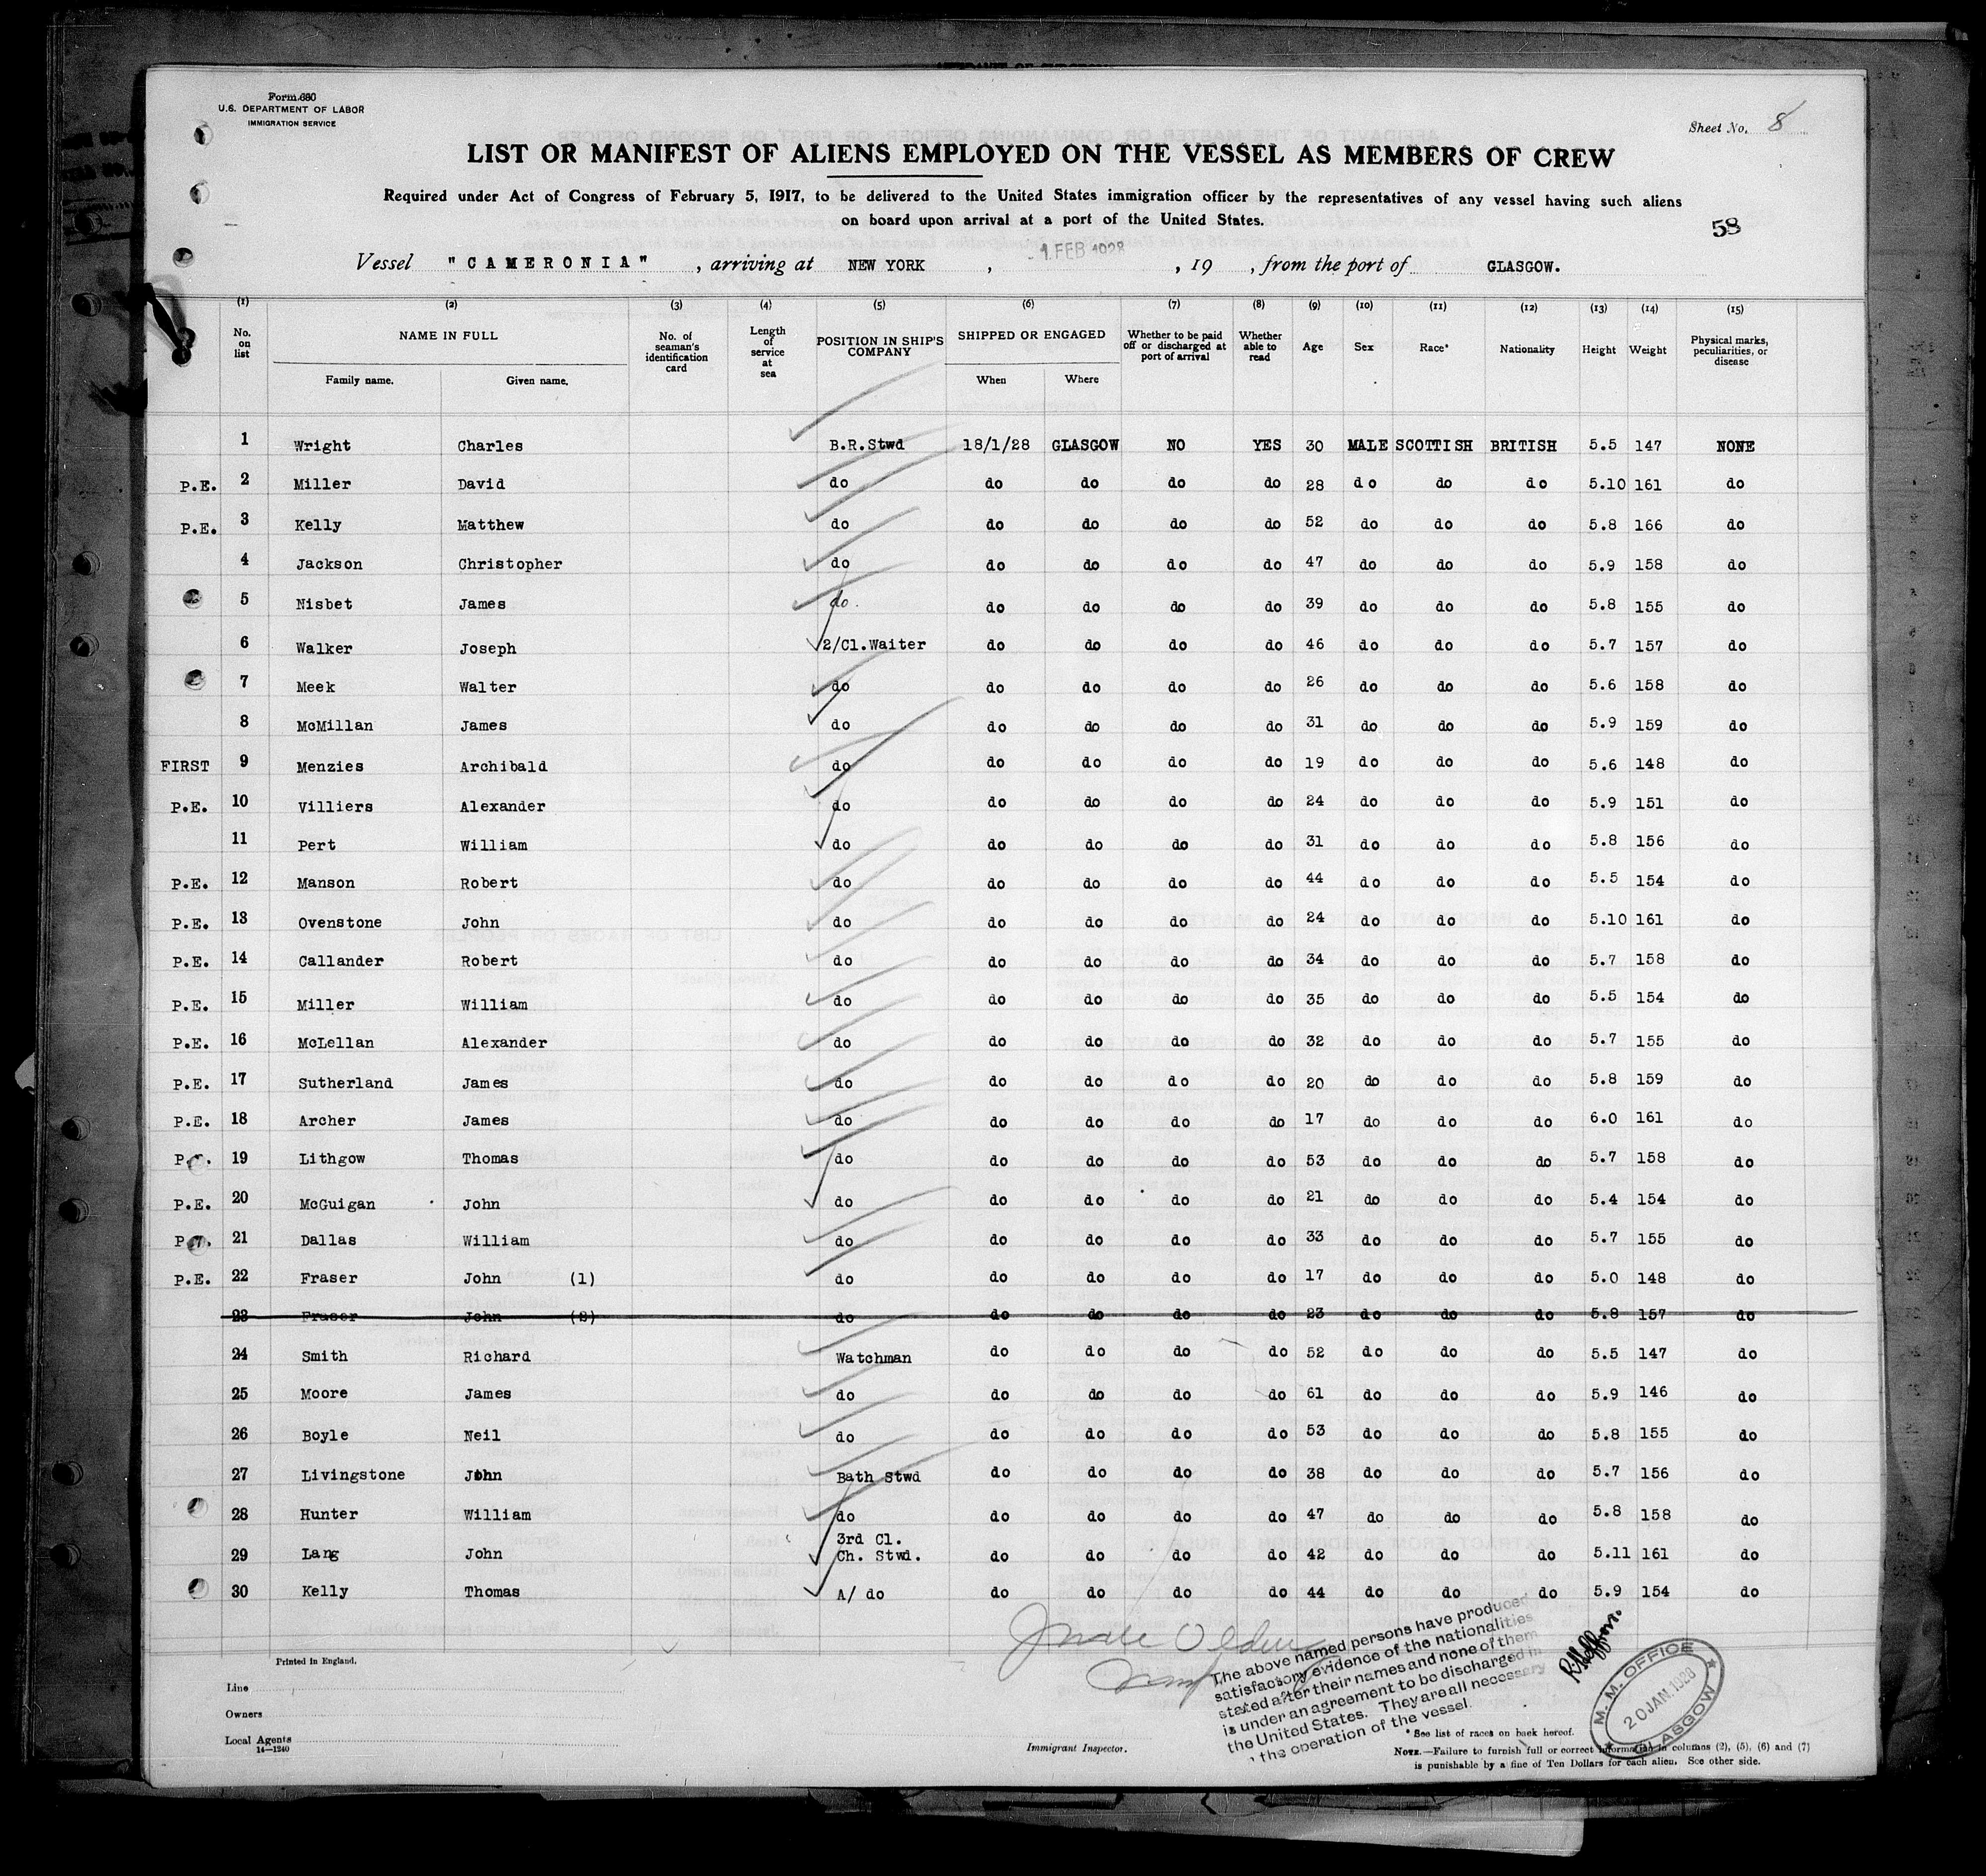 Form 680
U.S. DEPARTMENT OF LABOR
IMMIGRATION SERVICE
Sheet No. 8
LIST OR MANIFEST OF ALIENS EMPLOYED ON THE VESSEL AS MEMBERS OF CREW
Required under Act of Congress of February 5, 1917, to be delivered to the United States immigration officer by the representatives of any vessel having such aliens
on board upon arrival at a port of the United States.
58
Vessel "CAMERONIA" , arriving at NEW YORK , 1 FEB 1928 , 19 , from the port of GLASGOW.
(1) (2) (3) (4) (5) (6) (7) (8) (9) (10) (11) (12) (13) (14) (15)
No. on list NAME IN FULL Family name. Given name. No. of seaman's identification card Length of service at sea POSITION IN SHIP'S COMPANY SHIPPED OR ENGAGED When Where Whether to be paid off or discharged at port of arrival Whether able to read Age Sex Race* Nationality Height Weight Physical marks, peculiarities, or disease
1 Wright Charles B.R.Stwd 18/1/28 GLASGOW NO YES 30 MALE SCOTTISH BRITISH 5.5 147 NONE
P.E. 2 Miller David do do do do do 28 do do do 5.10 161 do
P.E. 3 Kelly Matthew do do do do do 52 do do do 5.8 166 do
4 Jackson Christopher do do do do do 47 do do do 5.9 158 do
5 Nisbet James do. do do do do 39 do do do 5.8 155 do
6 Walker Joseph 2/Cl.Waiter do do do do 46 do do do 5.7 157 do
7 Meek Walter do do do do do 26 do do do 5.6 158 do
8 McMillan James do do do do do 31 do do do 5.9 159 do
FIRST 9 Menzies Archibald do do do do do 19 do do do 5.6 148 do
P.E. 10 Villiers Alexander do do do do do 24 do do do 5.9 151 do
11 Pert William do do do do do 31 do do do 5.8 156 do
P.E. 12 Manson Robert do do do do do 44 do do do 5.5 154 do
P.E. 13 Ovenstone John do do do do do 24 do do do 5.10 161 do
P.E. 14 Callander Robert do do do do do 34 do do do 5.7 158 do
P.E. 15 Miller William do do do do do 35 do do do 5.5 154 do
P.E. 16 McLellan Alexander do do do do do 32 do do do 5.7 155 do
P.E. 17 Sutherland James do do do do do 20 do do do 5.8 159 do
P.E. 18 Archer James do do do do do 17 do do do 6.0 161 do
19 Lithgow Thomas do do do do do 53 do do do 5.7 158 do
P.E. 20 McGuigan John do do do do do 21 do do do 5.4 154 do
21 Dallas William do do do do do 33 do do do 5.7 155 do
P.E. 22 Fraser John (1) do do do do do 17 do do do 5.0 148 do
23 Fraser John (2) do do do do do 23 do do do 5.8 157 do
24 Smith Richard Watchman do do do do 52 do do do 5.5 147 do
25 Moore James do do do do do 61 do do do 5.9 146 do
26 Boyle Neil do do do do do 53 do do do 5.8 155 do
27 Livingstone John Bath Stwd do do do do 38 do do do 5.7 156 do
28 Hunter William do do do do do 47 do do do 5.8 158 do
29 Lang John 3rd Cl. Ch. Stwd. do do do do 42 do do do 5.11 161 do
30 Kelly Thomas A/ do do do do do 44 do do do 5.9 154 do
Printed in England.
The above named persons have produced
satisfactory evidence of the nationalities
stated after their names and none of them
is under an agreement to be discharged in
the United States. They are all necessary
the operation of the vessel.
M. M. OFFICE
20 JAN. 1928
GLASGOW
Line
Owners
Local Agents
14—1240
Immigrant Inspector.
* See list of races on back hereof.
NOTE.—Failure to furnish full or correct information in columns (2), (5), (6) and (7)
is punishable by a fine of Ten Dollars for each alien. See other side.